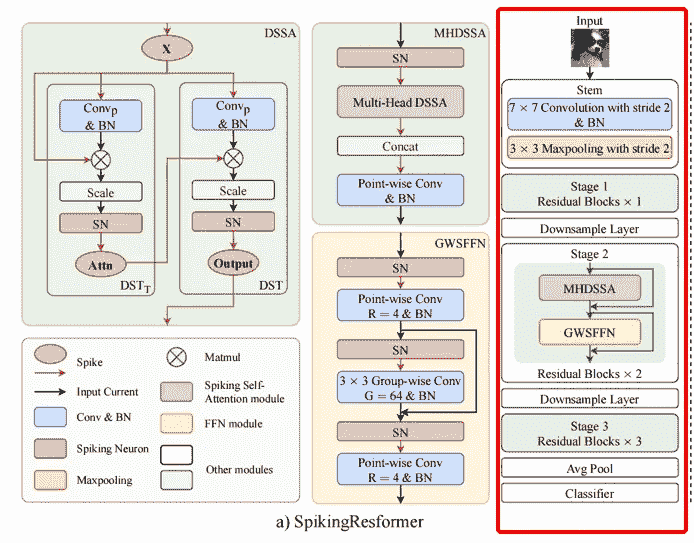 DSSA
X
Convp
& BN
Scale
SN
Attn
DSTT
Convp
& BN
Scale
SN
Output
DST
Spike
Input Current
Conv & BN
Spiking Neuron
Maxpooling
Matmul
Spiking Self-
Attention module
FFN module
Other modules
MHDSSA
SN
Multi-Head DSSA
Concat
Point-wise Conv
& BN
GWSFFN
SN
Point-wise Conv
R = 4 & BN
SN
3 × 3 Group-wise Conv
G = 64 & BN
SN
Point-wise Conv
R = 4 & BN
Input
Stem
7 × 7 Convolution with stride 2
& BN
3 × 3 Maxpooling with stride 2
Stage 1
Residual Blocks × 1
Downsample Layer
Stage 2
MHDSSA
GWSFFN
Residual Blocks × 2
Downsample Layer
Stage 3
Residual Blocks × 3
Avg Pool
Classifier
a) SpikingResformer